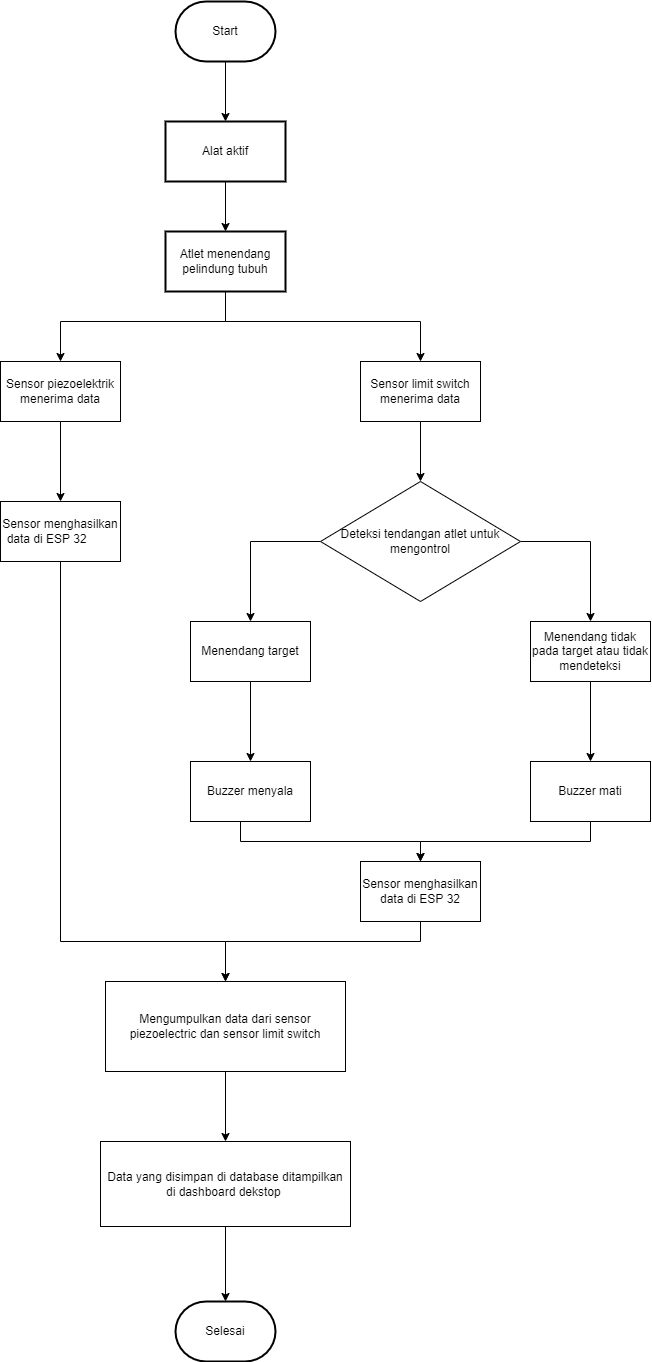 Start
Alat aktif
Atlet menendang
pelindung tubuh
Sensor piezoelektrik
menerima data
Sensor limit switch
menerima data
Sensor menghasilkan
data di ESP 32
Deteksi tendangan atlet untuk
mengontrol
Menendang target
Menendang tidak
pada target atau tidak
mendeteksi
Buzzer menyala
Buzzer mati
Sensor menghasilkan
data di ESP 32
Mengumpulkan data dari sensor
piezoelectric dan sensor limit switch
Data yang disimpan di database ditampilkan
di dashboard dekstop
Selesai